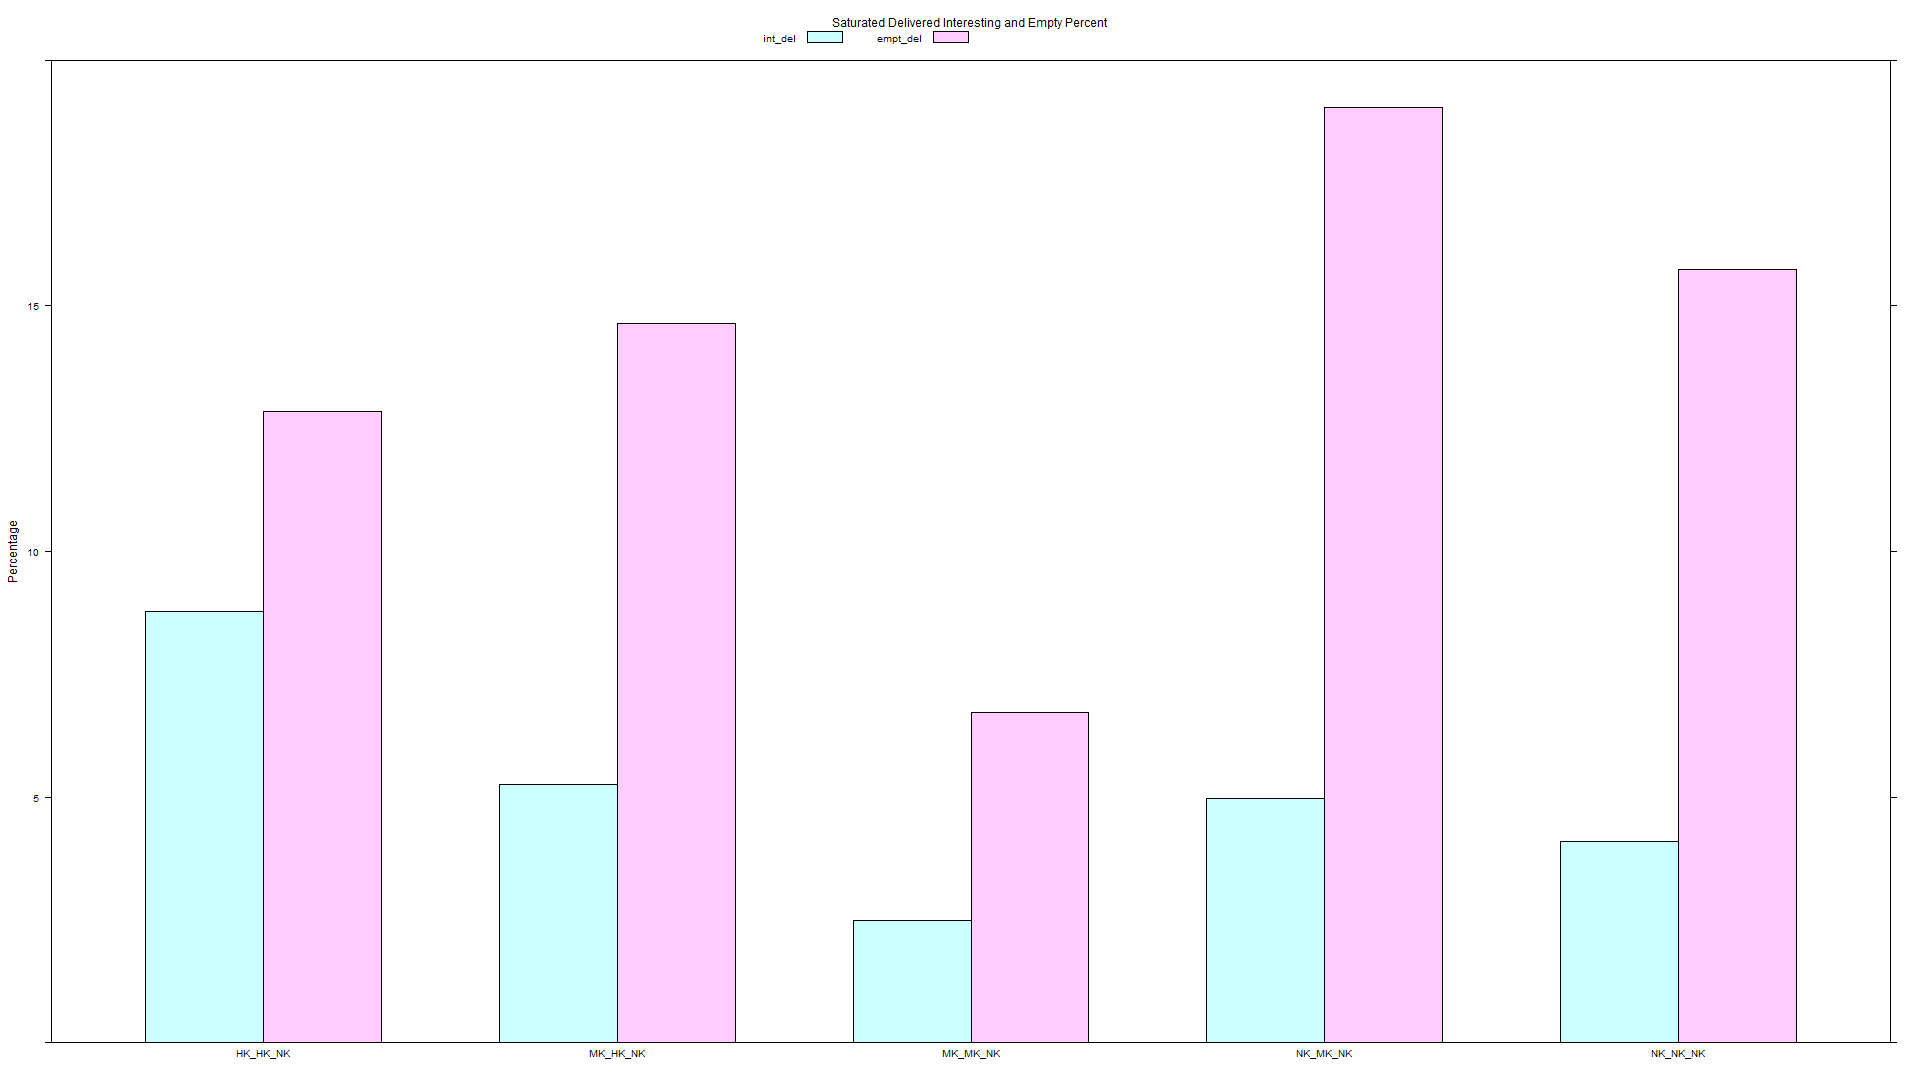 Saturated Delivered Interesting and Empty Percent
int_del empt_del
15
10
5
Percentage
HK_HK_NK MK_HK_NK MK_MK_NK NK_MK_NK NK_NK_NK